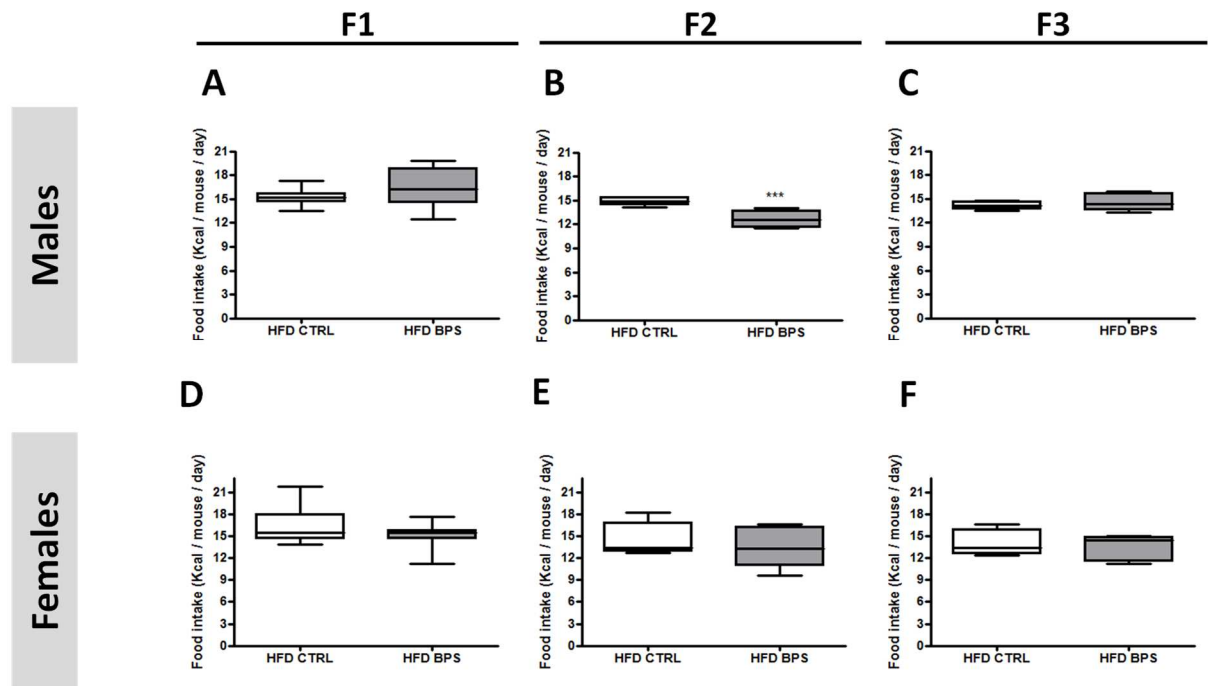 F1
F2
F3
Males
A
Food intake (Kcal / mouse / day)
21
18
15
12
9
6
3
0
HFD CTRL
HFD BPS
B
Food intake (Kcal / mouse / day)
21
18
15
12
9
6
3
0
***
HFD CTRL
HFD BPS
C
Food intake (Kcal / mouse / day)
21
18
15
12
9
6
3
0
HFD CTRL
HFD BPS
Females
D
Food intake (Kcal / mouse / day)
21
18
15
12
9
6
3
0
HFD CTRL
HFD BPS
E
Food intake (Kcal / mouse / day)
21
18
15
12
9
6
3
0
HFD CTRL
HFD BPS
F
Food intake (Kcal / mouse / day)
21
18
15
12
9
6
3
0
HFD CTRL
HFD BPS